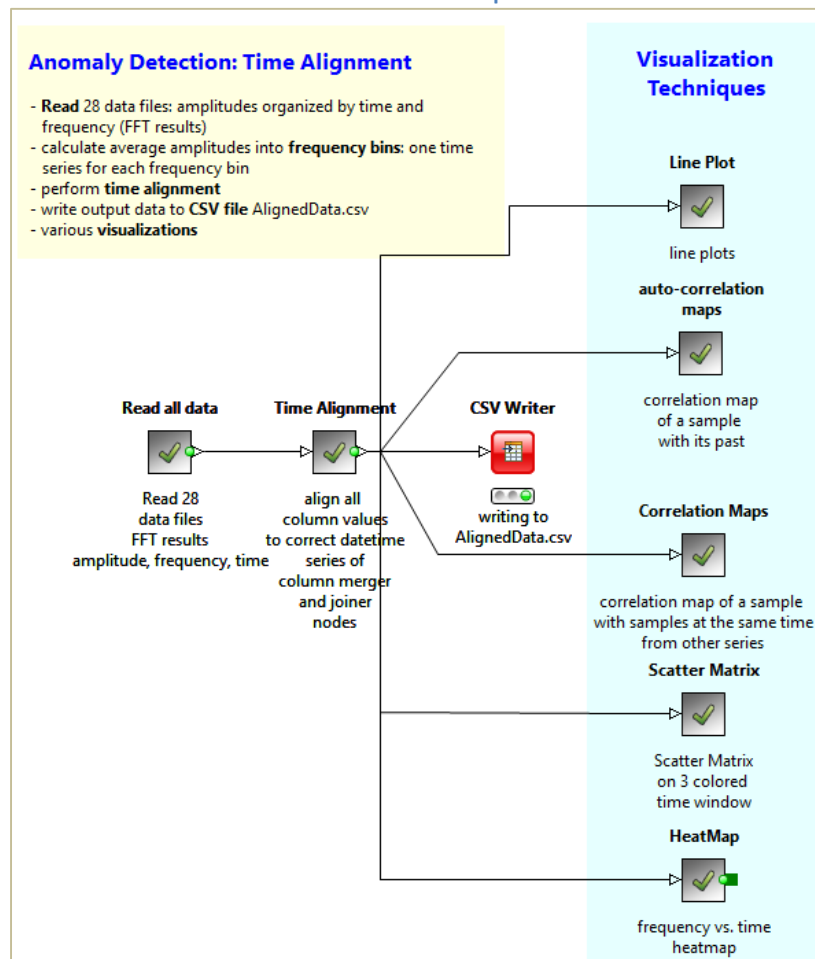 Anomaly Detection: Time Alignment
- Read 28 data files: amplitudes organized by time and
frequency (FFT results)
- calculate average amplitudes into frequency bins: one time
series for each frequency bin
- perform time alignment
- write output data to CSV file AlignedData.csv
- various visualizations
Visualization
Techniques
Line Plot
line plots
auto-correlation
maps
correlation map
of a sample
with its past
Read all data
Read 28
data files
FFT results
amplitude, frequency, time
Time Alignment
align all
column values
to correct datetime
series of
column merger
and joiner
nodes
CSV Writer
writing to
AlignedData.csv
Correlation Maps
correlation map of a sample
with samples at the same time
from other series
Scatter Matrix
Scatter Matrix
on 3 colored
time window
HeatMap
frequency vs. time
heatmap